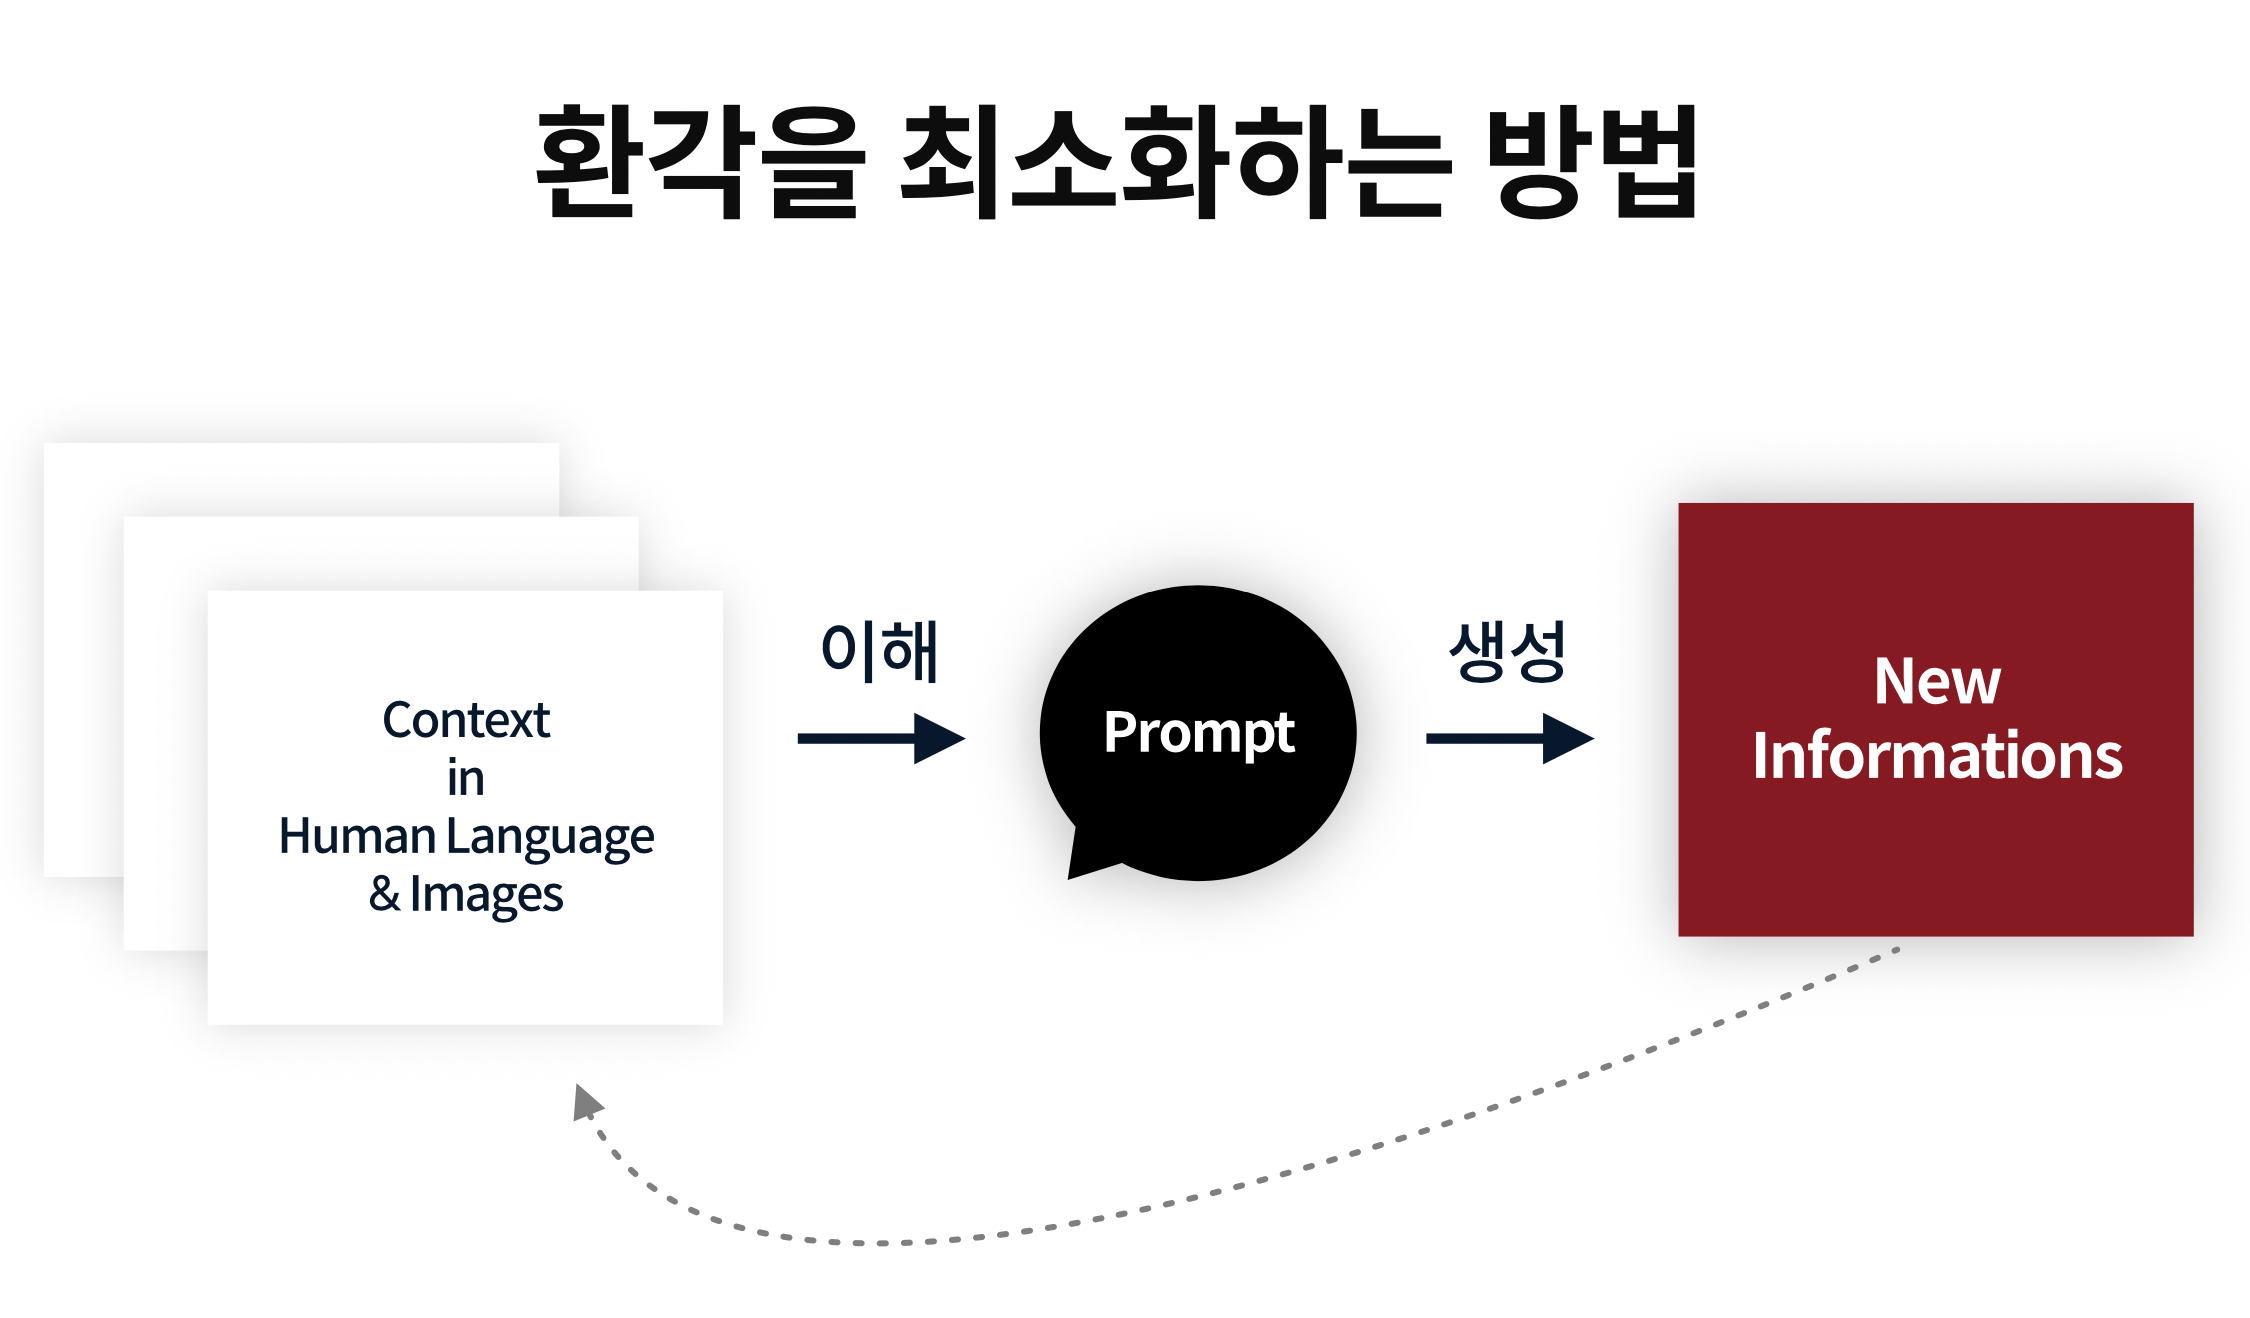 환각을 최소화하는 방법
Context
in
Human Language
& Images
이해
Prompt
생성
New
Informations